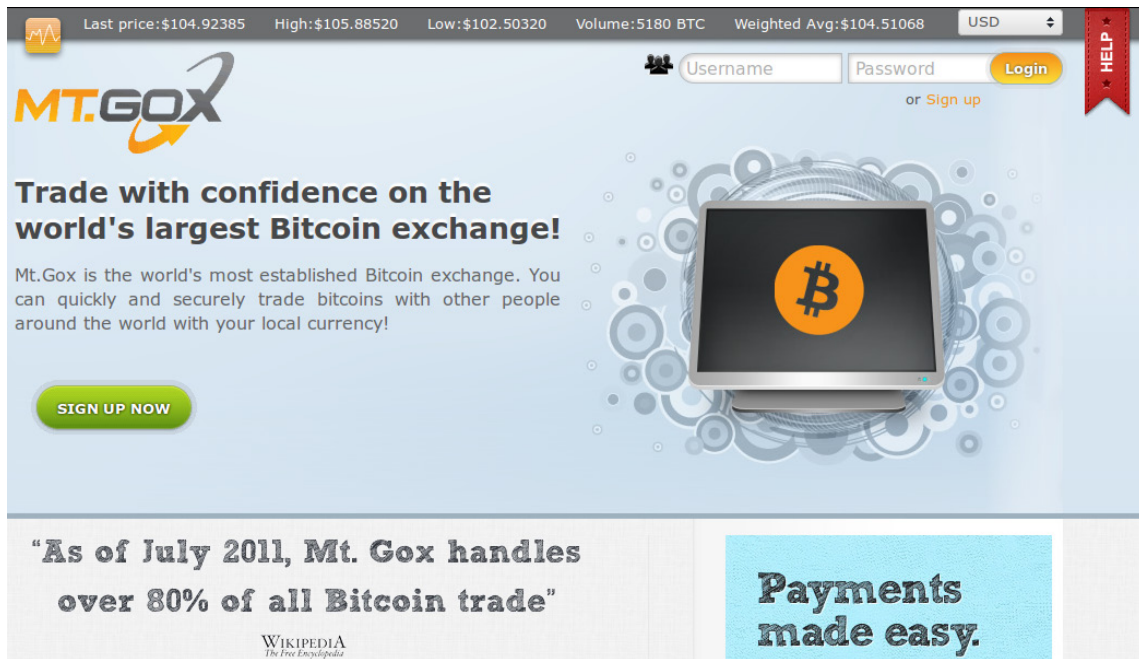 Last price:$104.92385 High:$105.88520 Low:$102.50320 Volume:5180 BTC Weighted Avg:$104.51068 USD
HELP
Username Password Login
or Sign up
MT.GOX
Trade with confidence on the
world's largest Bitcoin exchange!
Mt.Gox is the world's most established Bitcoin exchange. You
can quickly and securely trade bitcoins with other people
around the world with your local currency!
SIGN UP NOW
“As of July 2011, Mt. Gox handles
over 80% of all Bitcoin trade”
WIKIPEDIA
The Free Encyclopedia
Payments
made easy.